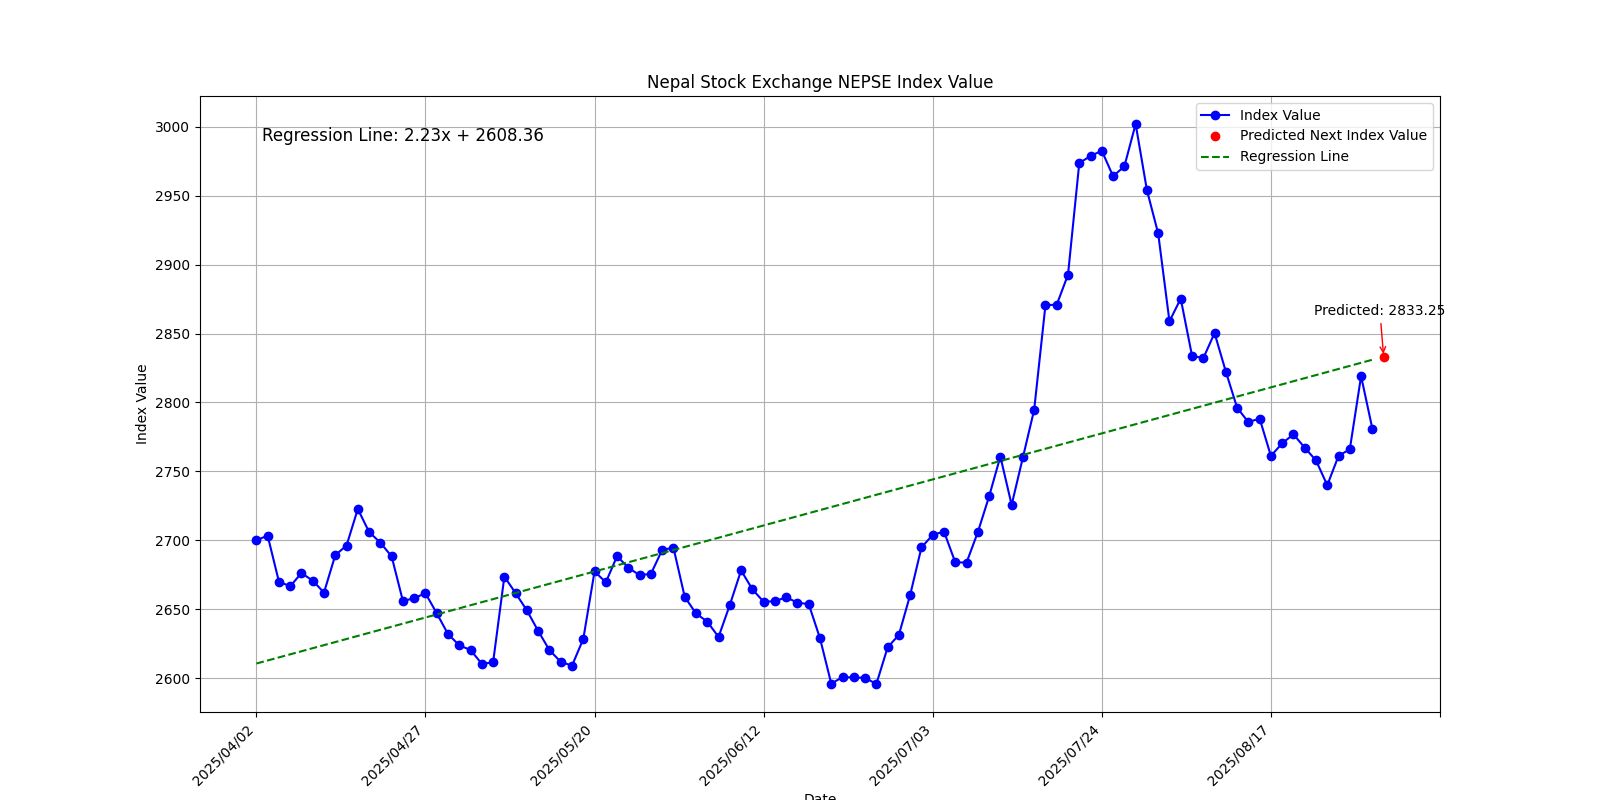 Nepal Stock Exchange NEPSE Index Value
Regression Line: 2.23x + 2608.36
Index Value
Predicted Next Index Value
Regression Line
Predicted: 2833.25
Index Value
3000
2950
2900
2850
2800
2750
2700
2650
2600
2025/04/02
2025/04/27
2025/05/20
2025/06/12
2025/07/03
2025/07/24
2025/08/17
Date